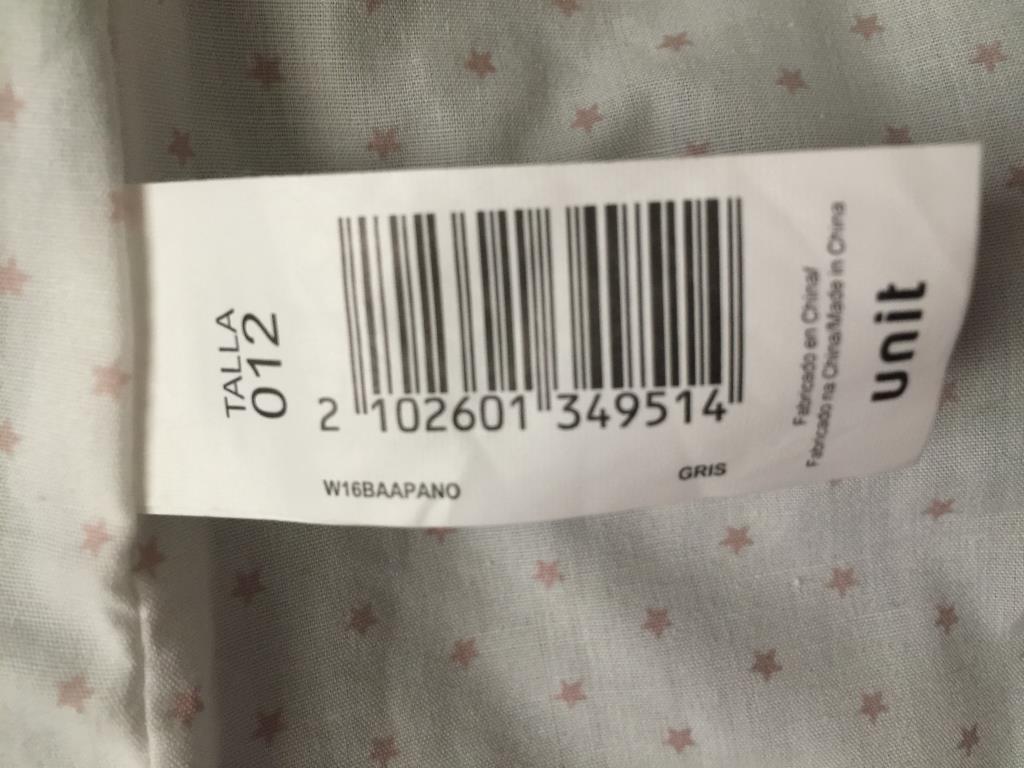 TALLA
012
2 102601 349514
W16BAAPANO
GRIS
Fabricado en China/
Fabricado na China/Made in China
unit